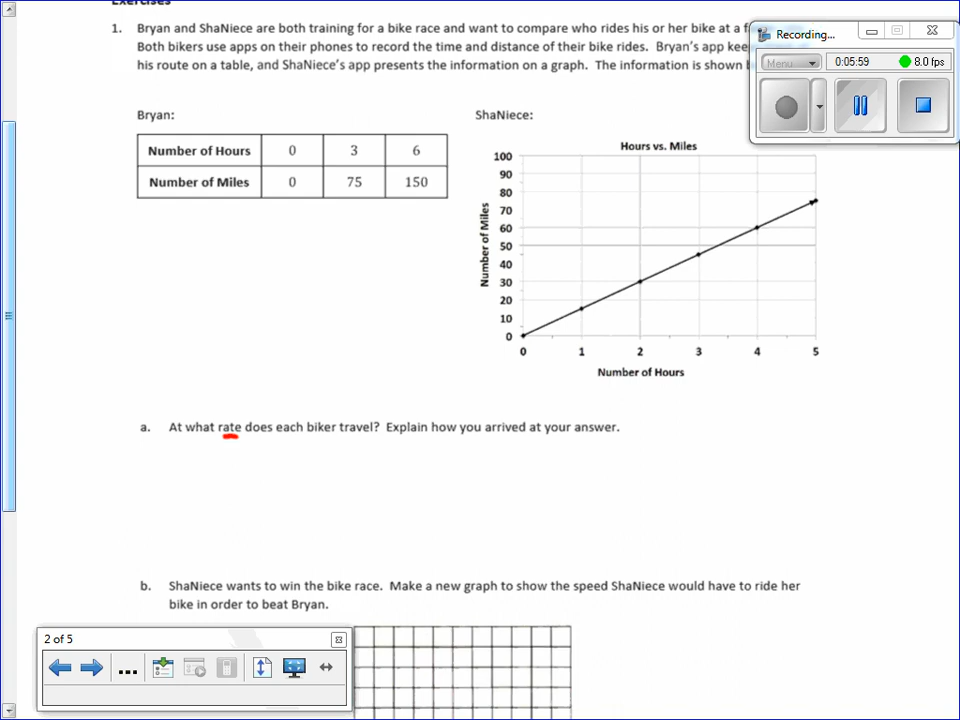 Exercises
1. Bryan and ShaNiece are both training for a bike race and want to compare who rides his or her bike at a
Both bikers use apps on their phones to record the time and distance of their bike rides. Bryan's app
his route on a table, and ShaNiece's app presents the information on a graph. The information is shown
Recording...
Menu
0:05:59
8.0 fps
Bryan:
ShaNiece:
Number of Hours 0 3 6
Number of Miles 0 75 150
Hours vs. Miles
Number of Miles
100
90
80
70
60
50
40
30
20
10
0
0 1 2 3 4 5
Number of Hours
a. At what rate does each biker travel? Explain how you arrived at your answer.
b. ShaNiece wants to win the bike race. Make a new graph to show the speed ShaNiece would have to ride her
bike in order to beat Bryan.
2 of 5